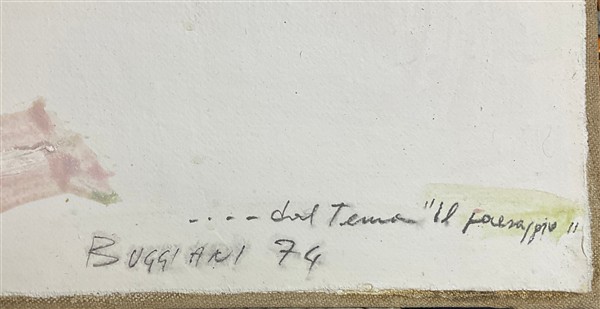 .... dal Tema "Il paesaggio"
BUGGIANI 74